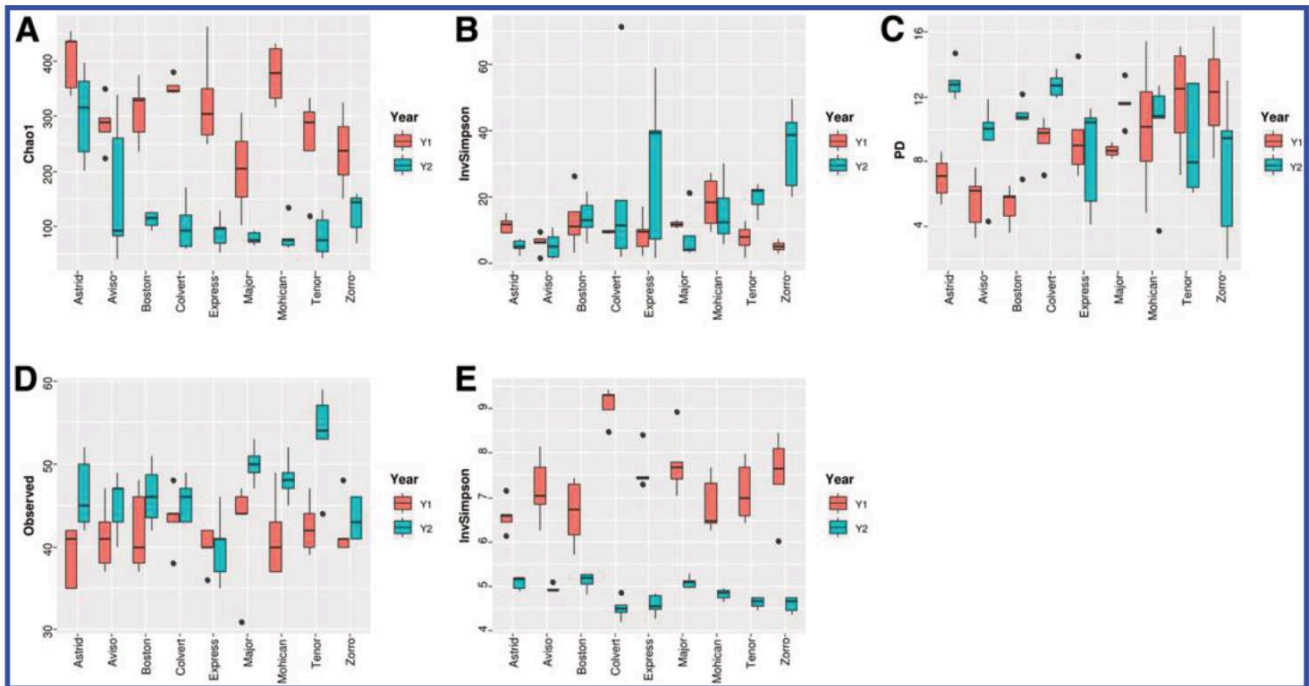 A
Chao1
400
300
200
100
Astrid
Aviso
Boston
Colvert
Express
Major
Mohican
Tenor
Zorro
Year
Y1
Y2
B
InvSimpson
60
40
20
0
Astrid
Aviso
Boston
Colvert
Express
Major
Mohican
Tenor
Zorro
Year
Y1
Y2
C
PD
16
12
8
4
Astrid
Aviso
Boston
Colvert
Express
Major
Mohican
Tenor
Zorro
Year
Y1
Y2
D
Observed
60
50
40
30
Astrid
Aviso
Boston
Colvert
Express
Major
Mohican
Tenor
Zorro
Year
Y1
Y2
E
InvSimpson
9
8
7
6
5
4
Astrid
Aviso
Boston
Colvert
Express
Major
Mohican
Tenor
Zorro
Year
Y1
Y2